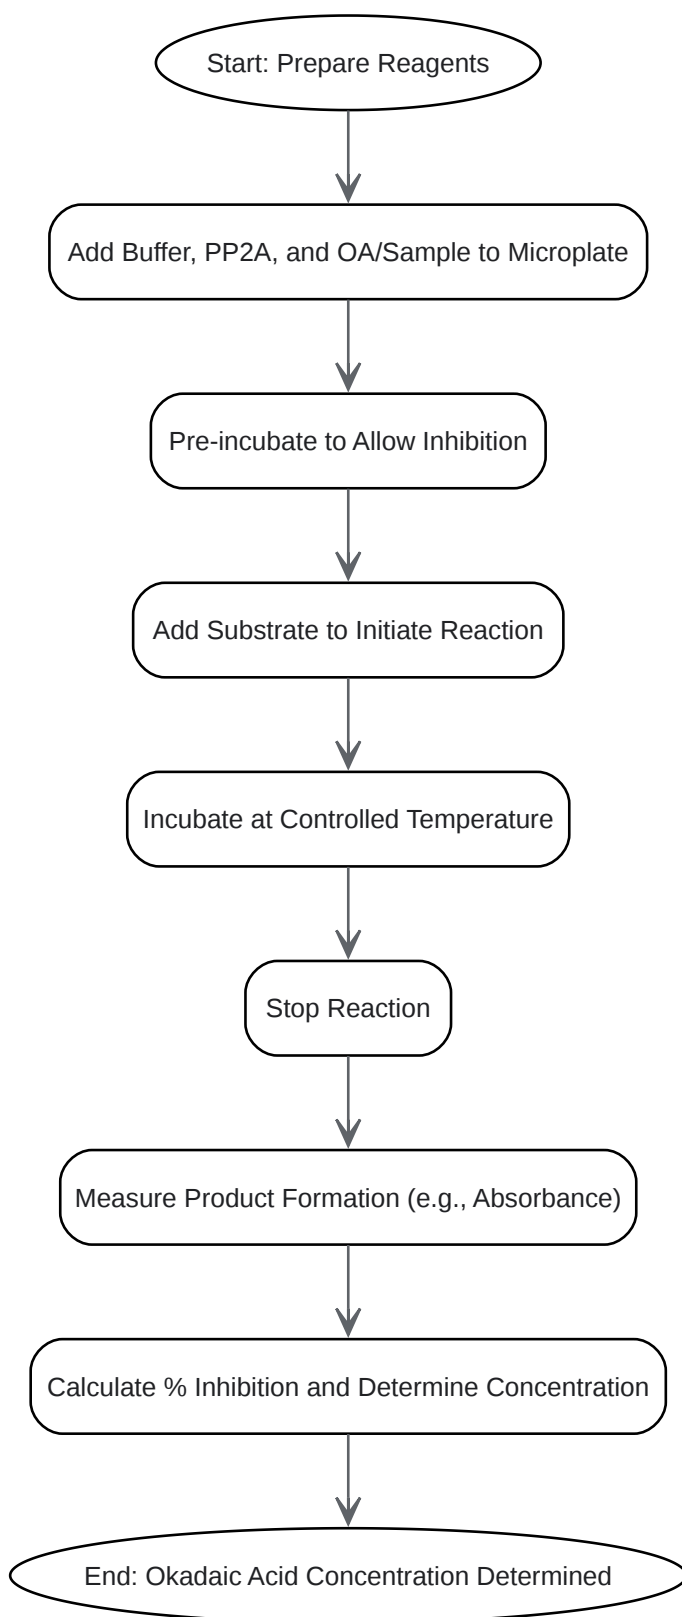 Start: Prepare Reagents
Add Buffer, PP2A, and OA/Sample to Microplate
Pre-incubate to Allow Inhibition
Add Substrate to Initiate Reaction
Incubate at Controlled Temperature
Stop Reaction
Measure Product Formation (e.g., Absorbance)
Calculate % Inhibition and Determine Concentration
End: Okadaic Acid Concentration Determined